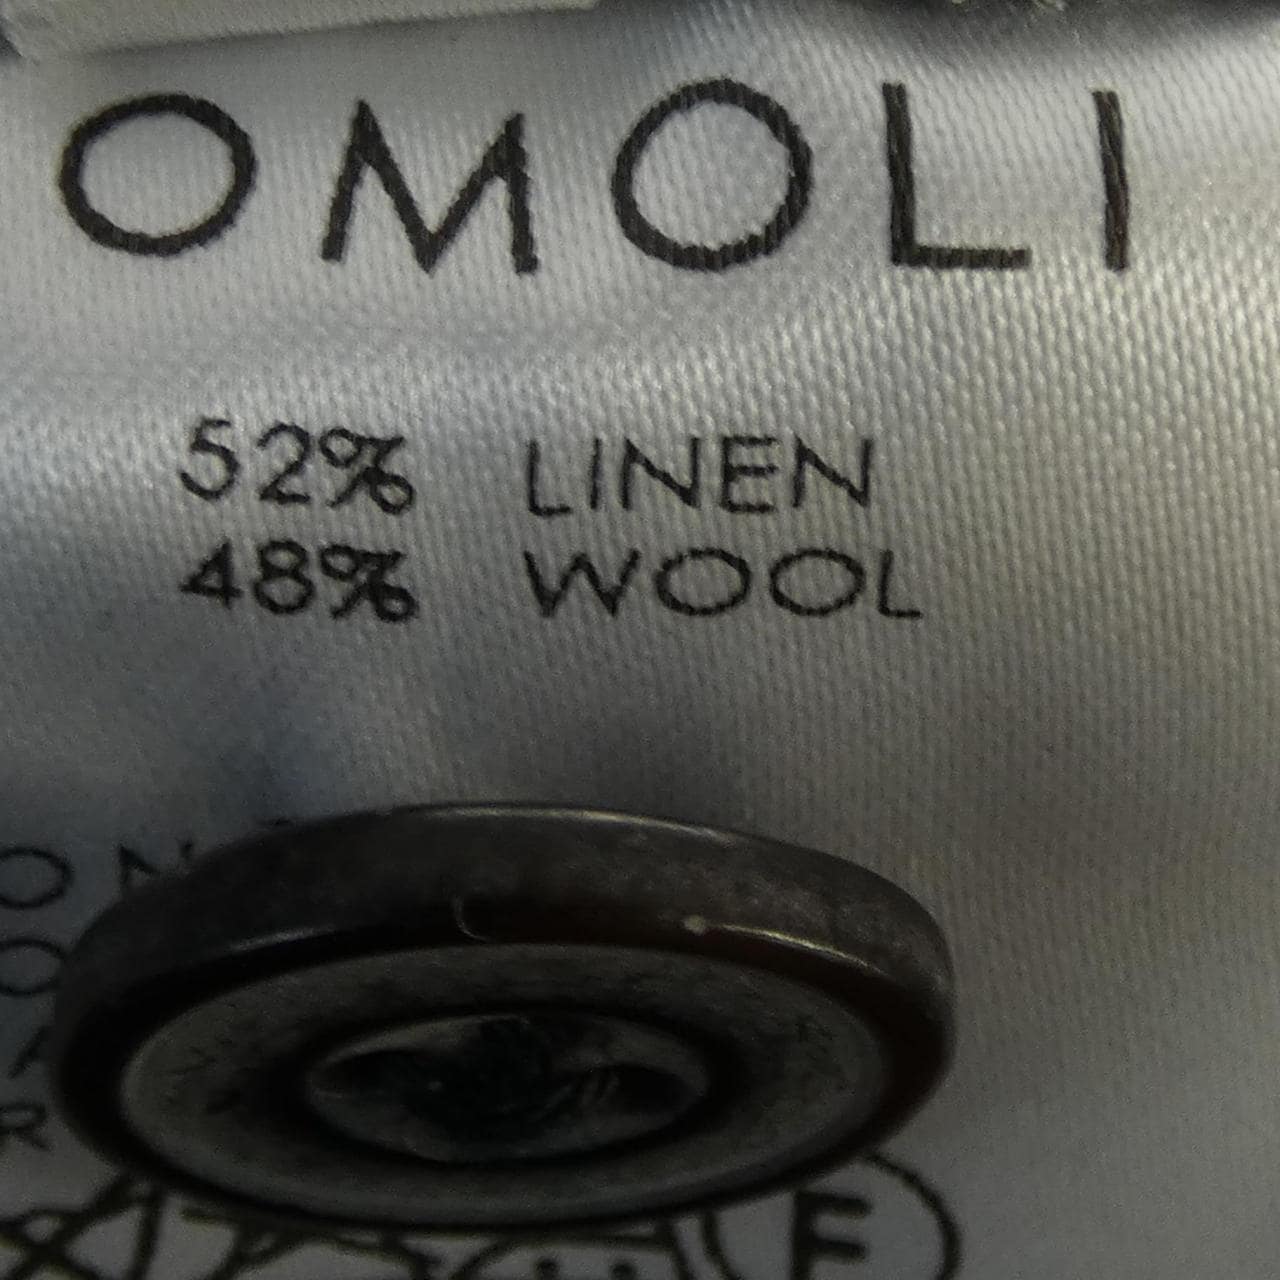 OMOLI
52% LINEN
48% WOOL
F